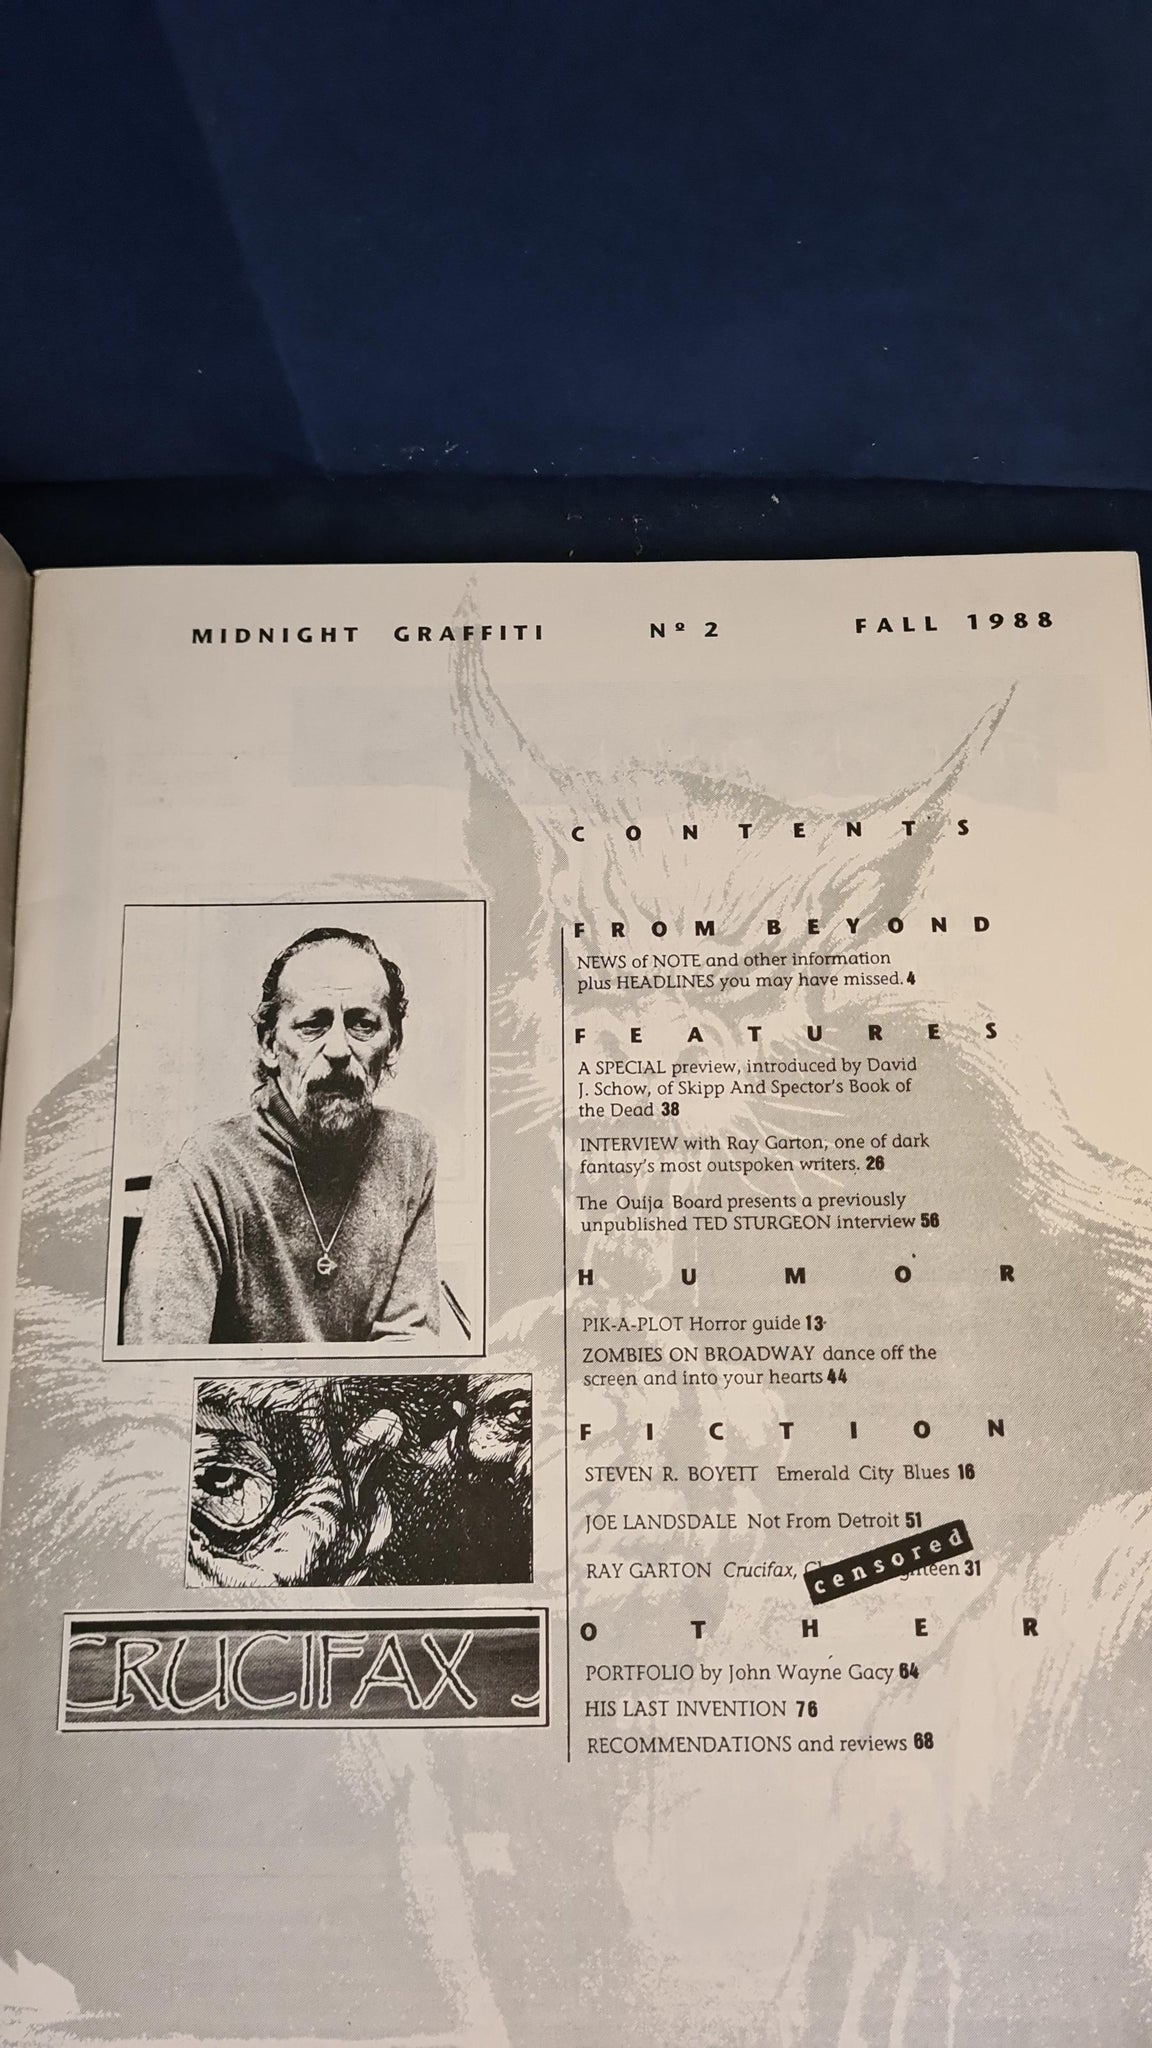 MIDNIGHT GRAFFITI Nº 2 FALL 1988
CONTENTS
FROM BEYOND
NEWS of NOTE and other information
plus HEADLINES you may have missed. 4
FEATURES
A SPECIAL preview, introduced by David
J. Schow, of Skipp And Spector's Book of
the Dead 38
INTERVIEW with Ray Garton, one of dark
fantasy's most outspoken writers. 26
The Ouija Board presents a previously
unpublished TED STURGEON interview 56
HUMOR
PIK-A-PLOT Horror guide 13
ZOMBIES ON BROADWAY dance off the
screen and into your hearts 44
FICTION
STEVEN R. BOYETT Emerald City Blues 16
JOE LANDSDALE Not From Detroit 51
RAY GARTON Crucifax, 31
censored
OTHER
PORTFOLIO by John Wayne Gacy 64
HIS LAST INVENTION 76
RECOMMENDATIONS and reviews 68
CRUCIFAX